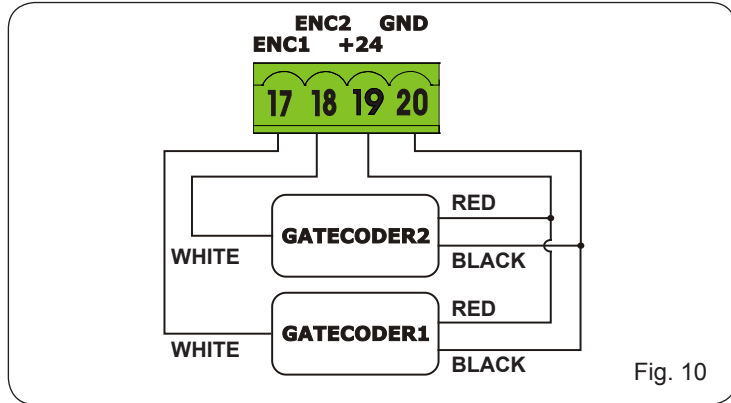 ENC2 GND
ENC1 +24
17 18 19 20
RED
GATECODER2
WHITE
BLACK
RED
GATECODER1
WHITE
BLACK
Fig. 10